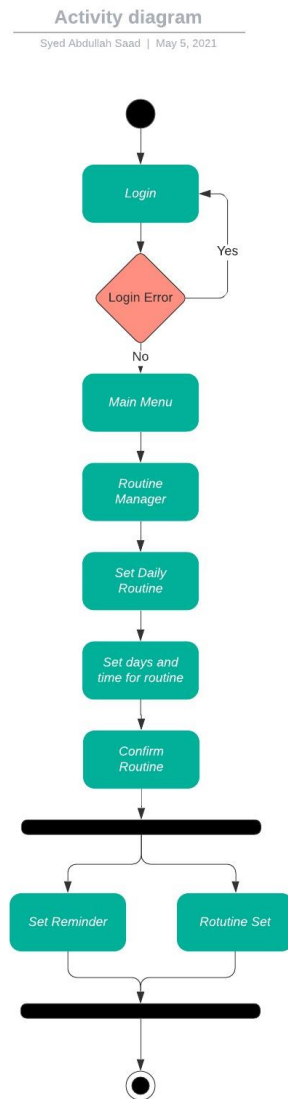 Activity diagram
Syed Abdullah Saad | May 5, 2021
Login
Yes
Login Error
No
Main Menu
Routine
Manager
Set Daily
Routine
Set days and
time for routine
Confirm
Routine
Set Reminder
Rotutine Set